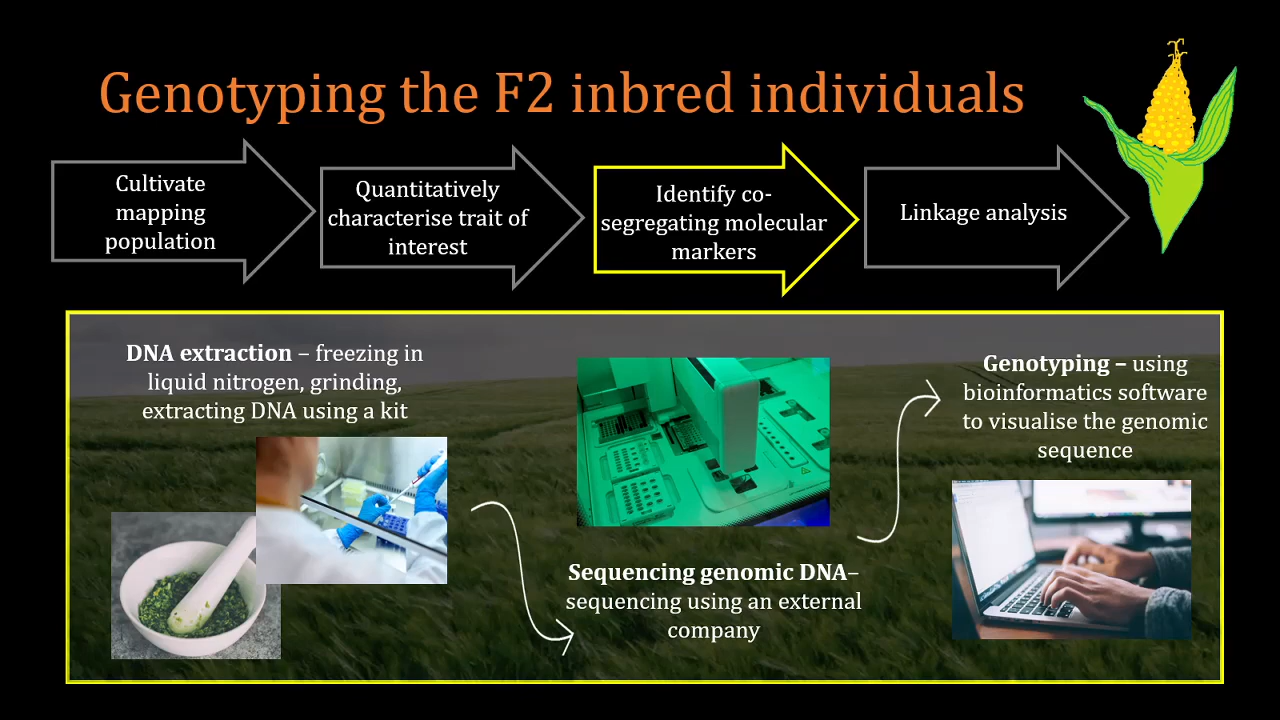 Genotyping the F2 inbred individuals
Cultivate
mapping
population
Quantitatively
characterise trait of
interest
Identify co-
segregating molecular
markers
Linkage analysis
DNA extraction – freezing in
liquid nitrogen, grinding,
extracting DNA using a kit
Sequencing genomic DNA–
sequencing using an external
company
Genotyping – using
bioinformatics software
to visualise the genomic
sequence